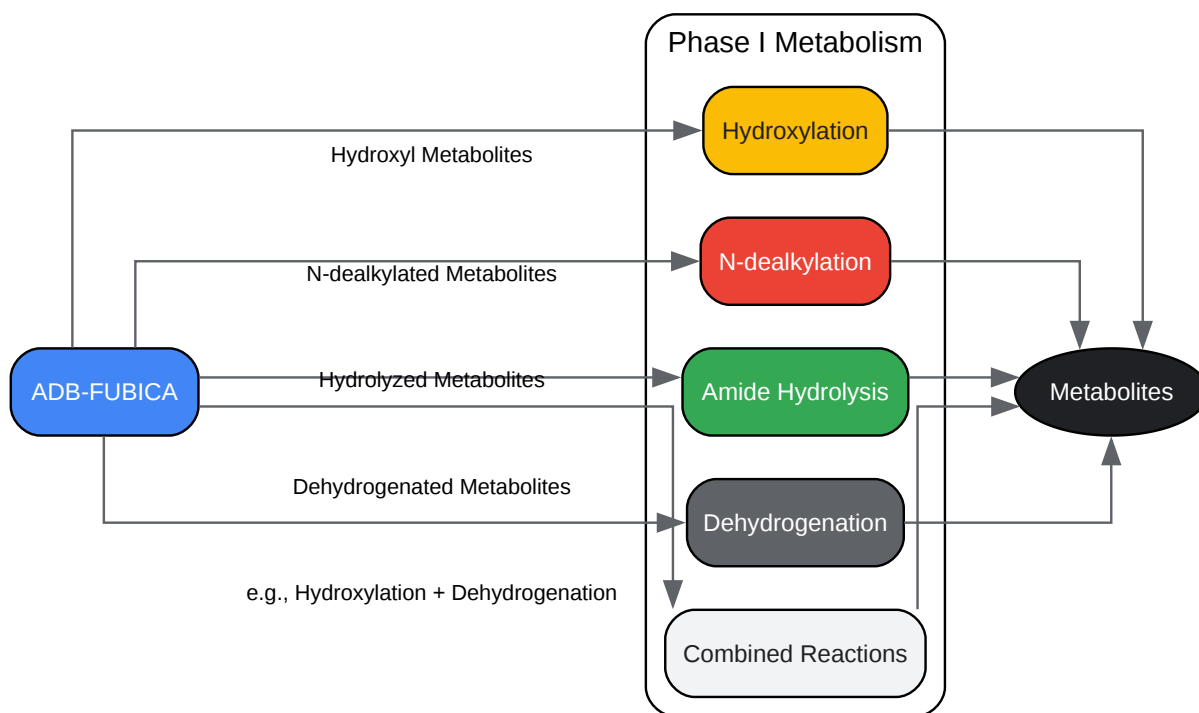 Phase I Metabolism
Hydroxylation
Hydroxyl Metabolites
N-dealkylation
N-dealkylated Metabolites
ADB-FUBICA
Hydrolyzed Metabolites
Amide Hydrolysis
Metabolites
Dehydrogenated Metabolites
Dehydrogenation
e.g., Hydroxylation + Dehydrogenation
Combined Reactions